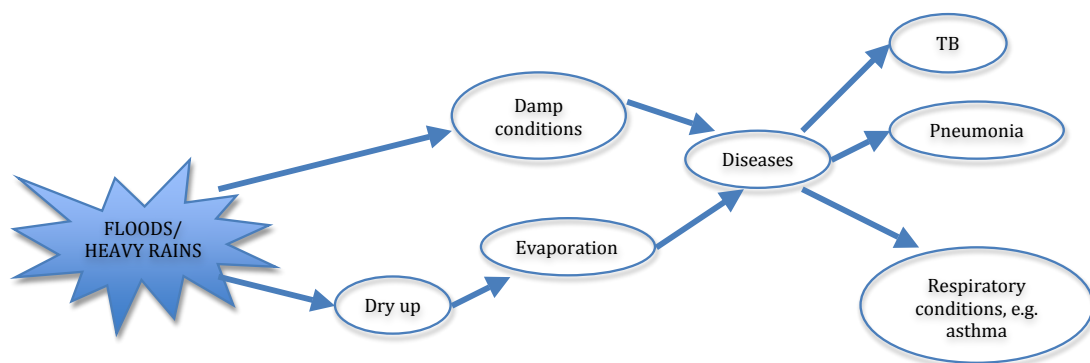 TB
Damp
conditions
Pneumonia
Diseases
FLOODS/
HEAVY RAINS
Evaporation
Dry up
Respiratory
conditions, e.g.
asthma